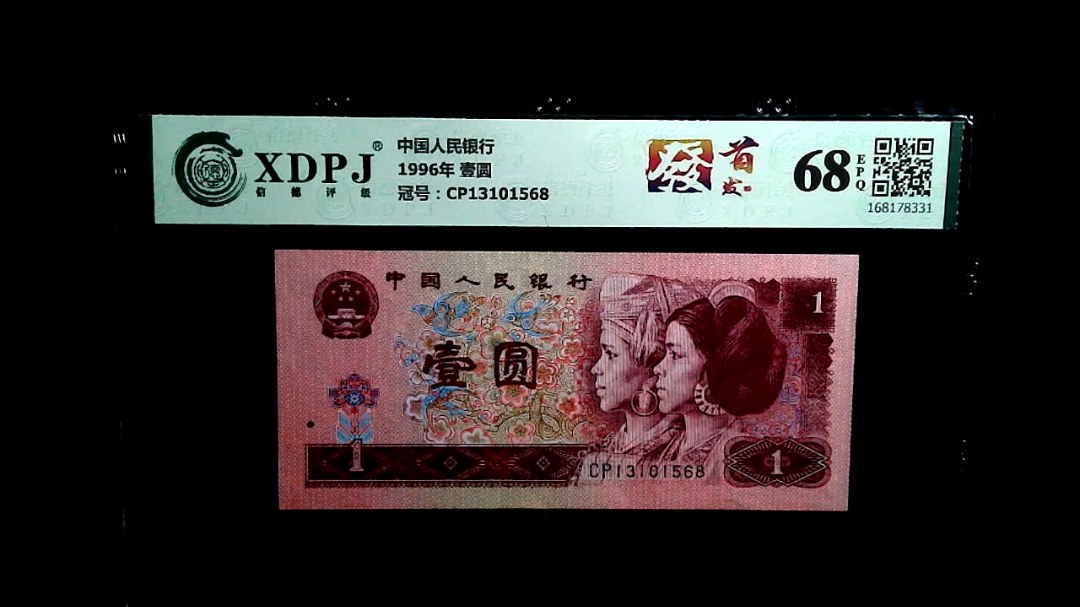 XDPJ®
信德评级
中国人民银行
1996年 壹圆
冠号：CP13101568
發
首发
68
EPQ
168178331
中国人民银行
1
壹圆
1
CP13101568
1